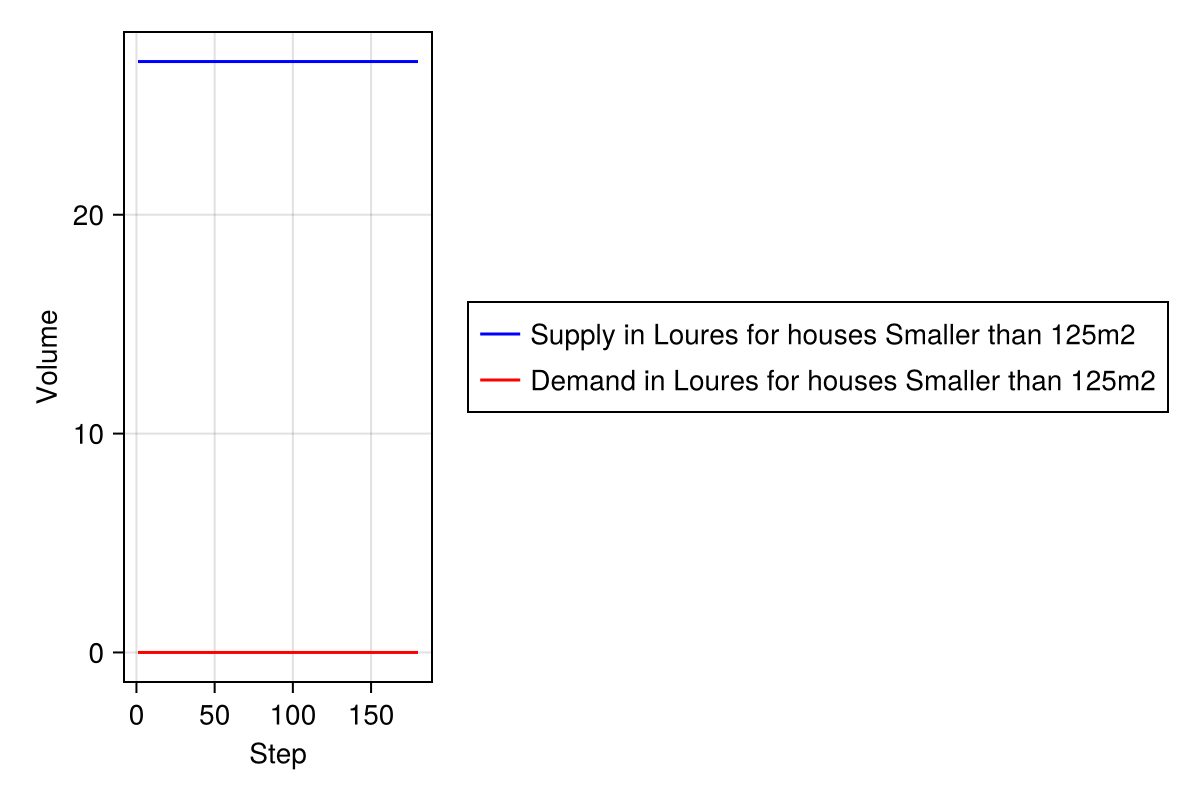 Volume
20
10
0
0 50 100 150
Step
Supply in Loures for houses Smaller than 125m2
Demand in Loures for houses Smaller than 125m2